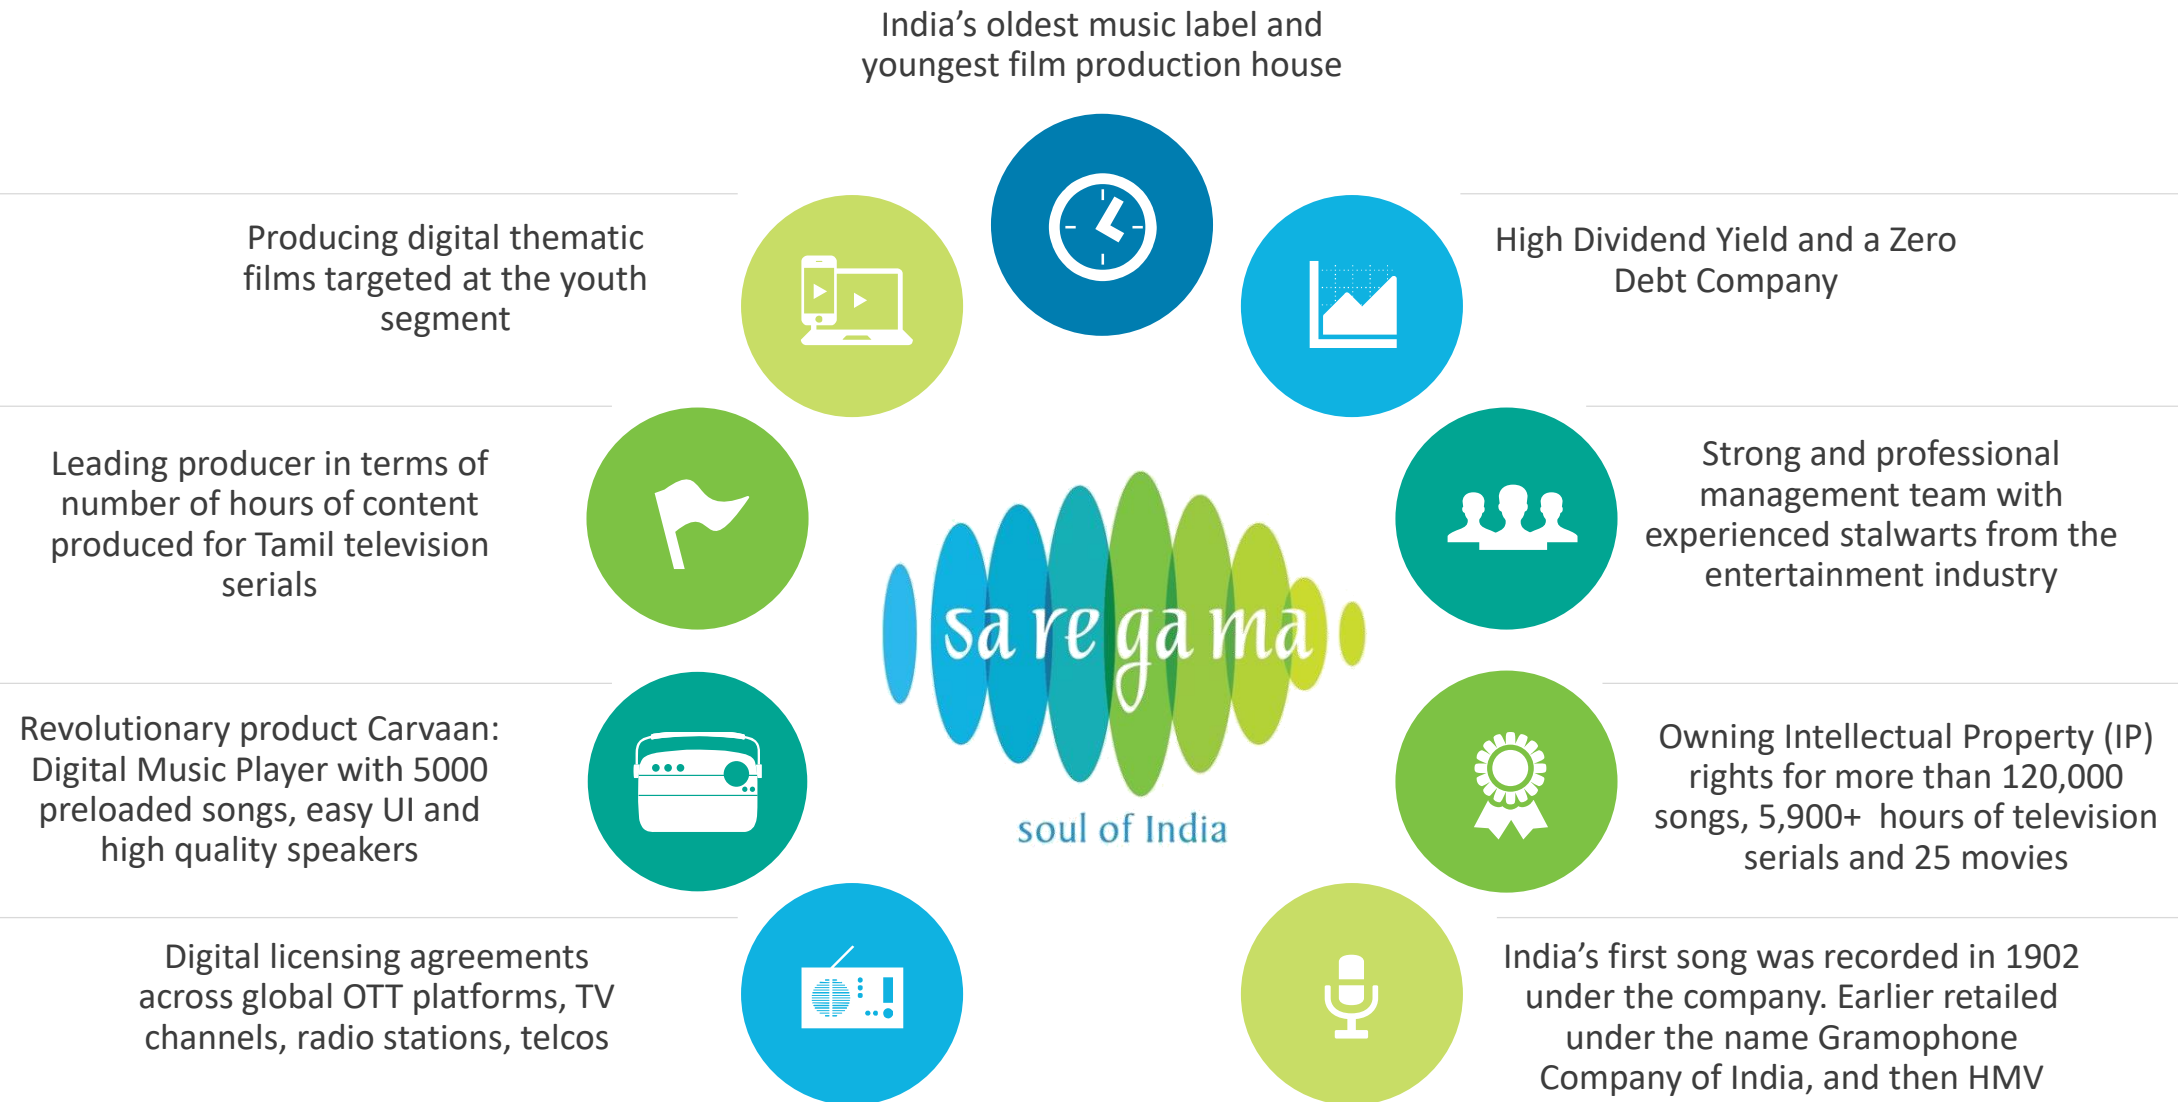 India’s oldest music label and
youngest film production house
Producing digital thematic
films targeted at the youth
segment
High Dividend Yield and a Zero
Debt Company
Leading producer in terms of
number of hours of content
produced for Tamil television
serials
Strong and professional
management team with
experienced stalwarts from the
entertainment industry
sa re ga ma
soul of India
Revolutionary product Carvaan:
Digital Music Player with 5000
preloaded songs, easy UI and
high quality speakers
Owning Intellectual Property (IP)
rights for more than 120,000
songs, 5,900+ hours of television
serials and 25 movies
Digital licensing agreements
across global OTT platforms, TV
channels, radio stations, telcos
India’s first song was recorded in 1902
under the company. Earlier retailed
under the name Gramophone
Company of India, and then HMV